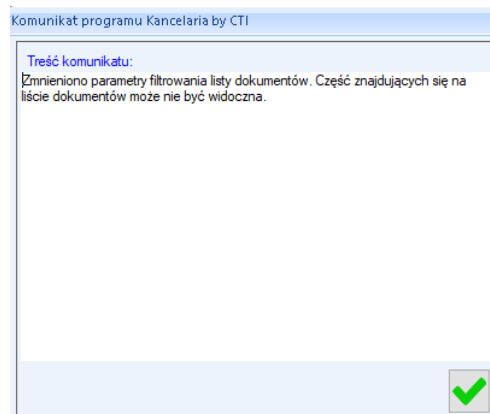 Komunikat programu Kancelaria by CTI
Treść komunikatu:
Zmnieniono parametry filtrowania listy dokumentów. Część znajdujących się na
liście dokumentów może nie być widoczna.